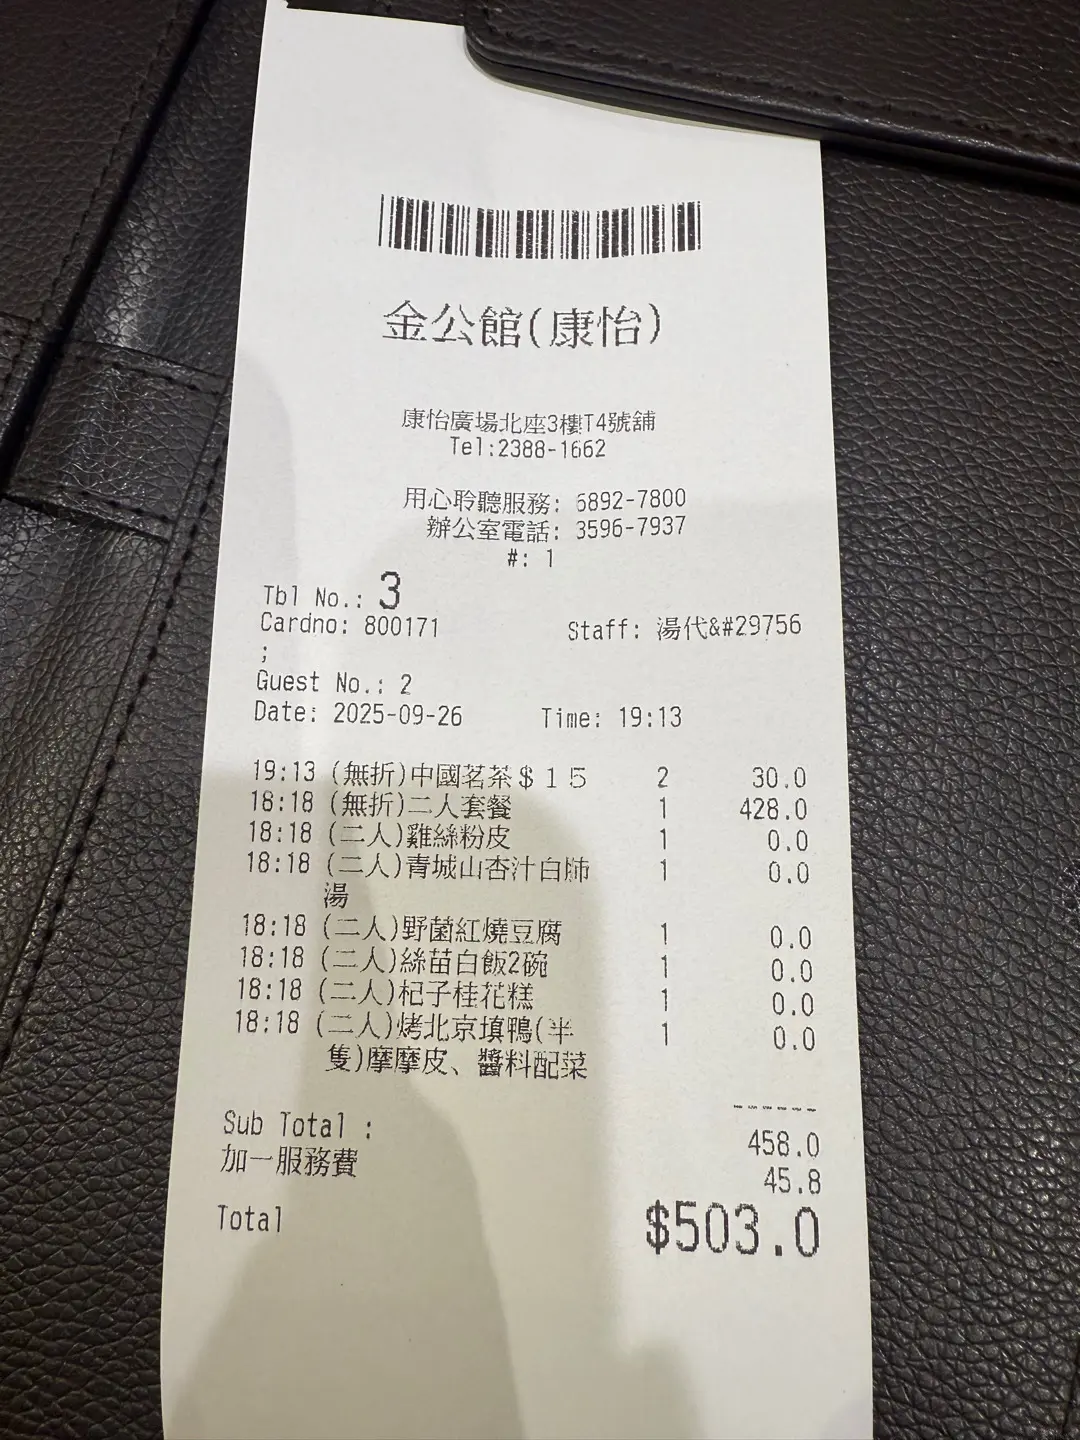 金公館(康怡)
康怡廣場北座3樓T4號舖
Tel:2388-1662
用心聆聽服務: 6892-7800
辦公室電話: 3596-7937
#: 1
Tbl No.: 3
Cardno: 800171 Staff: 湯代&#29756
;
Guest No.: 2
Date: 2025-09-26 Time: 19:13
19:13 (無折)中國茗茶＄１５ 2 30.0
18:18 (無折)二人套餐 1 428.0
18:18 (二人)雞絲粉皮 1 0.0
18:18 (二人)青城山杏汁白肺 1 0.0
湯
18:18 (二人)野菌紅燒豆腐 1 0.0
18:18 (二人)絲苗白飯2碗 1 0.0
18:18 (二人)杞子桂花糕 1 0.0
18:18 (二人)烤北京填鴨(半 1 0.0
隻)摩摩皮、醬料配菜
------
Sub Total : 458.0
加一服務費 45.8
Total $503.0